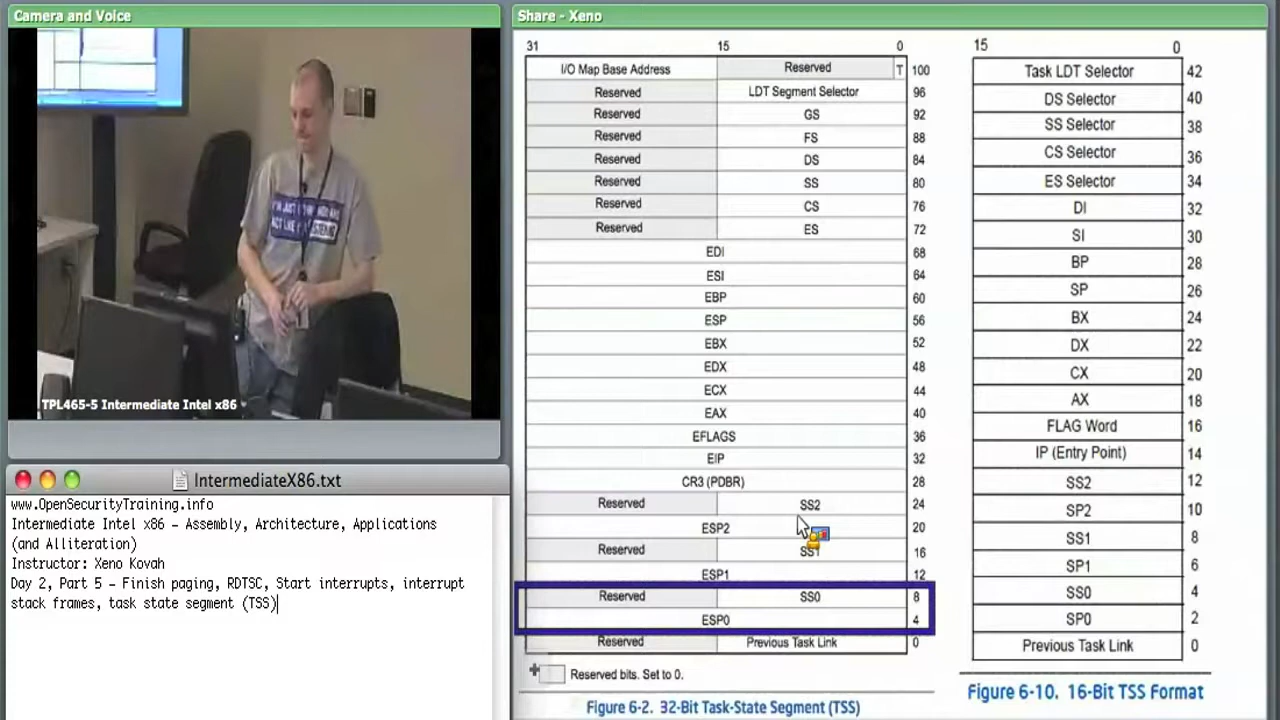 Camera and Voice
TPL465-5 Intermediate Intel x86
IntermediateX86.txt
www.OpenSecurityTraining.info
Intermediate Intel x86 – Assembly, Architecture, Applications
(and Alliteration)
Instructor: Xeno Kovah
Day 2, Part 5 – Finish paging, RDTSC, Start interrupts, interrupt
stack frames, task state segment (TSS)
Share - Xeno
31 15 0
I/O Map Base Address Reserved T 100
Reserved LDT Segment Selector 96
Reserved GS 92
Reserved FS 88
Reserved DS 84
Reserved SS 80
Reserved CS 76
Reserved ES 72
EDI 68
ESI 64
EBP 60
ESP 56
EBX 52
EDX 48
ECX 44
EAX 40
EFLAGS 36
EIP 32
CR3 (PDBR) 28
Reserved SS2 24
ESP2 20
Reserved SS1 16
ESP1 12
Reserved SS0 8
ESP0 4
Reserved Previous Task Link 0
Reserved bits. Set to 0.
Figure 6-2. 32-Bit Task-State Segment (TSS)
15 0
Task LDT Selector 42
DS Selector 40
SS Selector 38
CS Selector 36
ES Selector 34
DI 32
SI 30
BP 28
SP 26
BX 24
DX 22
CX 20
AX 18
FLAG Word 16
IP (Entry Point) 14
SS2 12
SP2 10
SS1 8
SP1 6
SS0 4
SP0 2
Previous Task Link 0
Figure 6-10. 16-Bit TSS Format